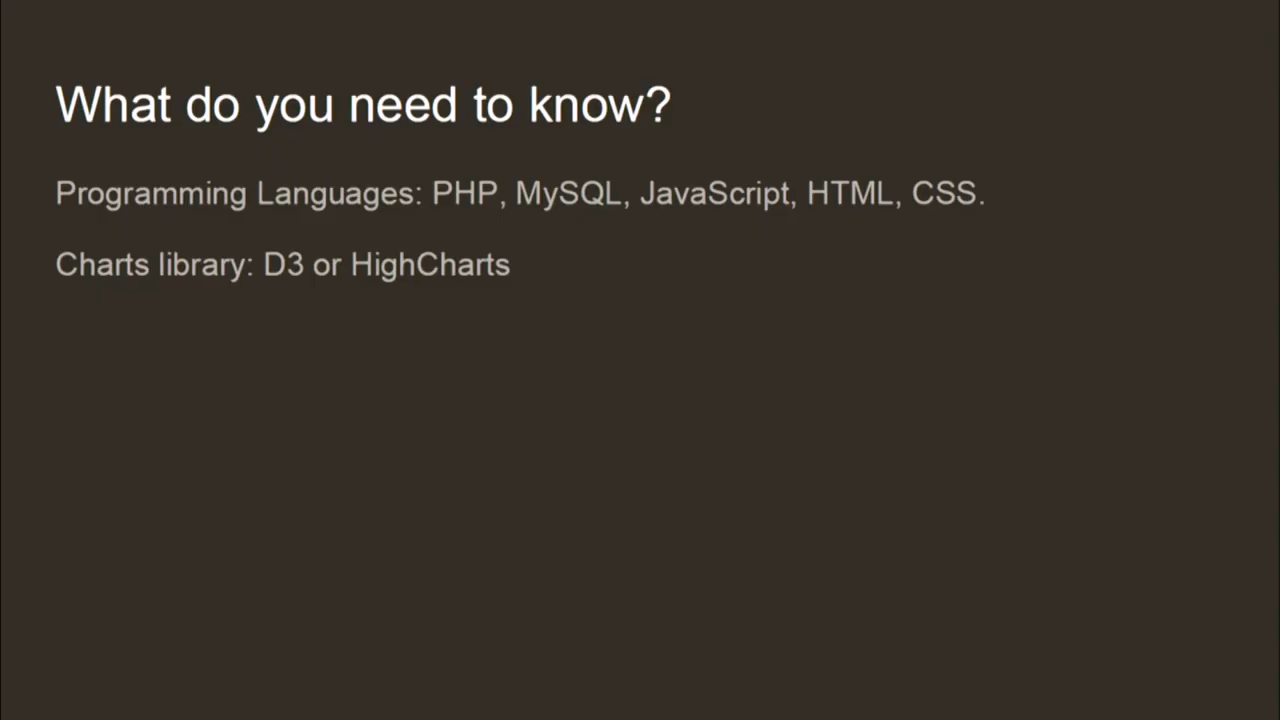 What do you need to know?
Programming Languages: PHP, MySQL, JavaScript, HTML, CSS.
Charts library: D3 or HighCharts